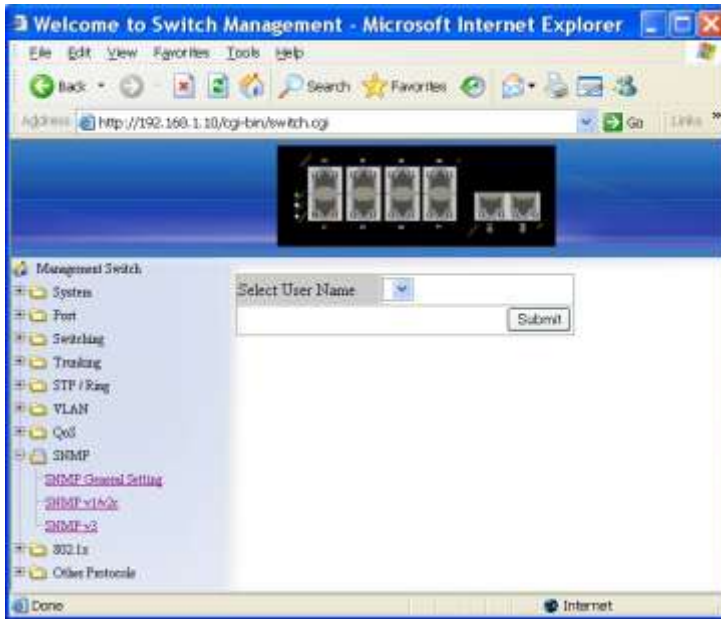 Welcome to Switch Management - Microsoft Internet Explorer
File Edit View Favorites Tools Help
Back Search Favorites
Address http://192.168.1.10/cgi-bin/switch.cgi Go Links »
Management Switch
System
Port
Switching
Trunking
STP / Ring
VLAN
QoS
SNMP
SNMP General Setting
SNMP v1/v2c
SNMP v3
802.1x
Other Protocols
Select User Name
Submit
Done Internet